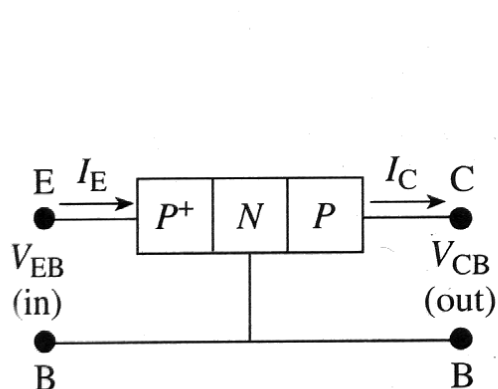 E I_E I_C C
P⁺ N P
V_EB V_CB
(in) (out)
B B